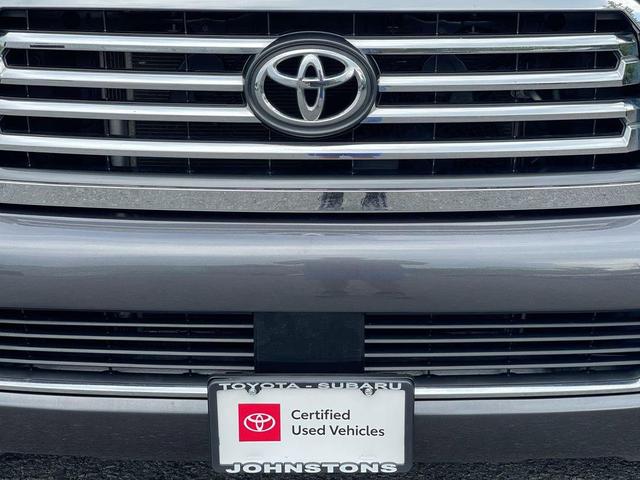 TOYOTA - SUBARU
Certified
Used Vehicles
JOHNSTONS